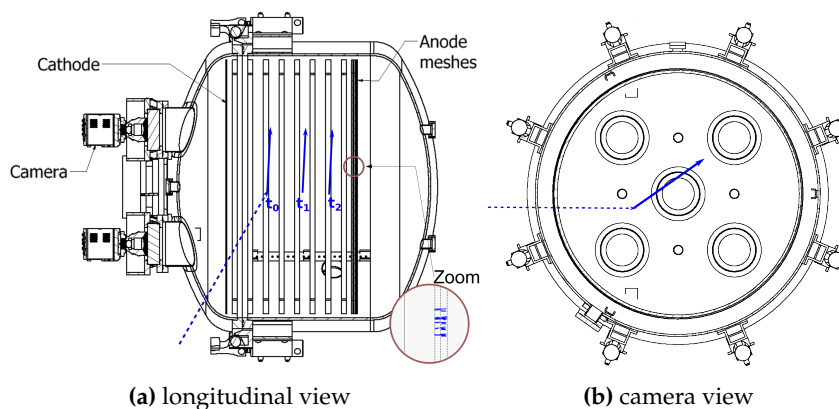 Cathode
Anode
meshes
Camera
t0
t1
t2
Zoom
(a) longitudinal view
(b) camera view